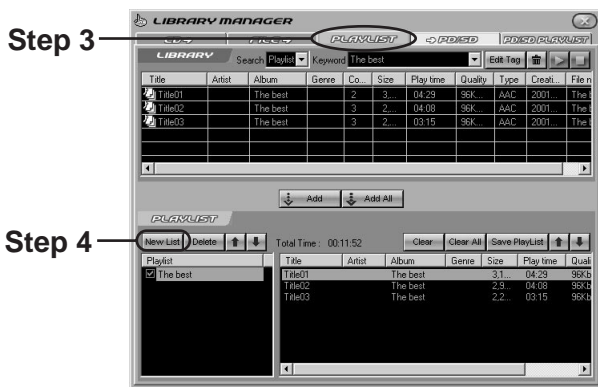 LIBRARY MANAGER
Step 3
PLAYLIST PD/SD PD/SD PLAYLIST
LIBRARY Search Playlist Keyword The best Edit Tag
Title Artist Album Genre Co... Size Play time Quality Type Creati... File n
Title01 The best 2 3,... 04:29 96K... AAC 2001... The
Title02 The best 3 2,... 04:08 96K... AAC 2001... The
Title03 The best 3 2,... 03:15 96K... AAC 2001... The
Add Add All
PLAYLIST
Step 4
New List Delete Total Time : 00:11:52 Clear Clear All Save PlayList
Playlist Title Artist Album Genre Size Play time Quali
The best Title01 The best 3,1... 04:29 96Kb
Title02 The best 2,9... 04:08 96Kb
Title03 The best 2,2... 03:15 96Kb